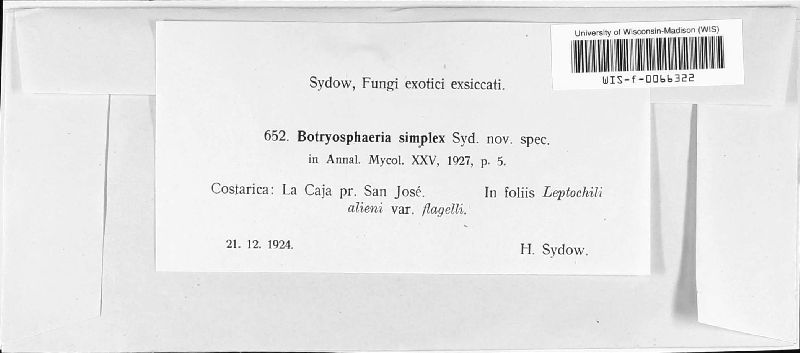 University of Wisconsin-Madison (WIS)
WIS-f-0066322
Sydow, Fungi exotici exsiccati.
652. Botryosphaeria simplex Syd. nov. spec.
in Annal. Mycol. XXV, 1927, p. 5.
Costarica: La Caja pr. San José. In foliis Leptochili
alieni var. flagelli.
21. 12. 1924. H. Sydow.